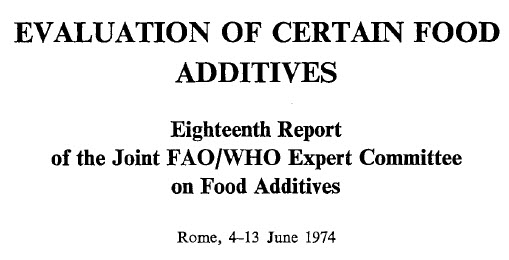 EVALUATION OF CERTAIN FOOD
ADDITIVES
Eighteenth Report
of the Joint FAO/WHO Expert Committee
on Food Additives
Rome, 4–13 June 1974